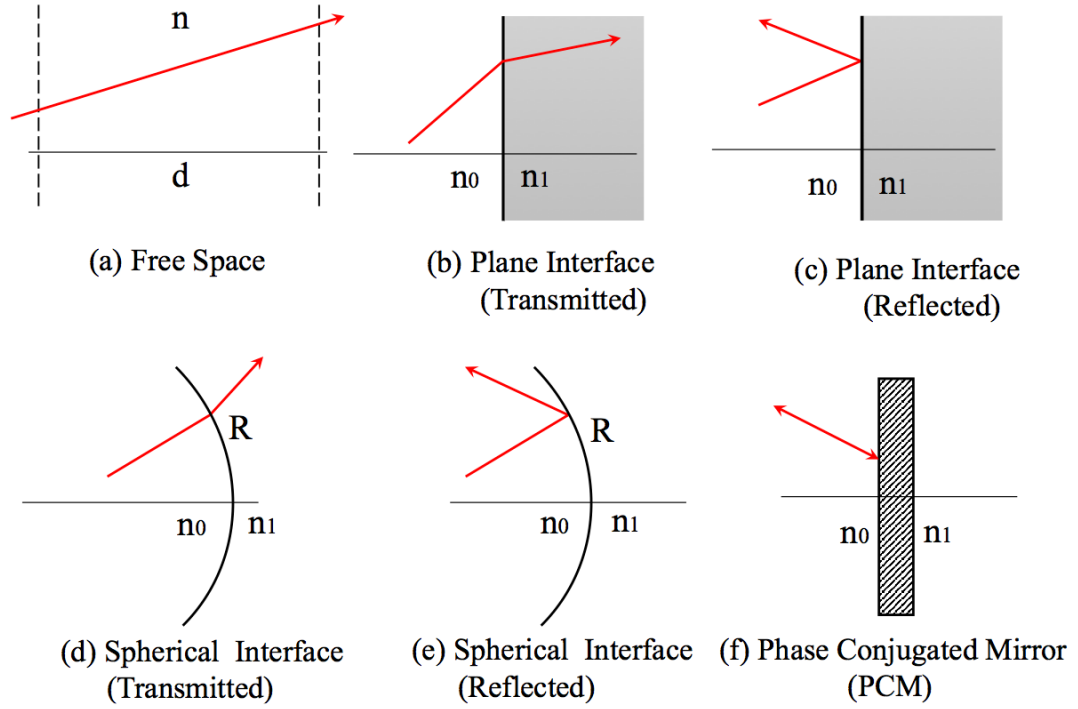 n
d
(a) Free Space
n0
n1
(b) Plane Interface
(Transmitted)
n0
n1
(c) Plane Interface
(Reflected)
R
n0
n1
(d) Spherical Interface
(Transmitted)
R
n0
n1
(e) Spherical Interface
(Reflected)
n0
n1
(f) Phase Conjugated Mirror
(PCM)